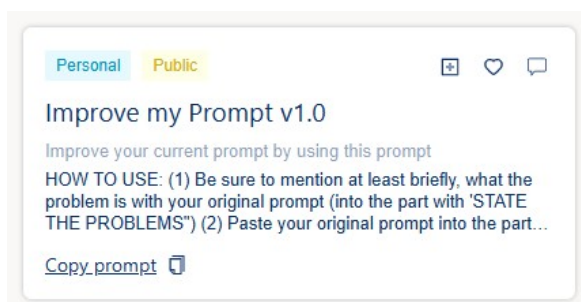 Personal Public
Improve my Prompt v1.0
Improve your current prompt by using this prompt
HOW TO USE: (1) Be sure to mention at least briefly, what the
problem is with your original prompt (into the part with 'STATE
THE PROBLEMS") (2) Paste your original prompt into the part...
Copy prompt